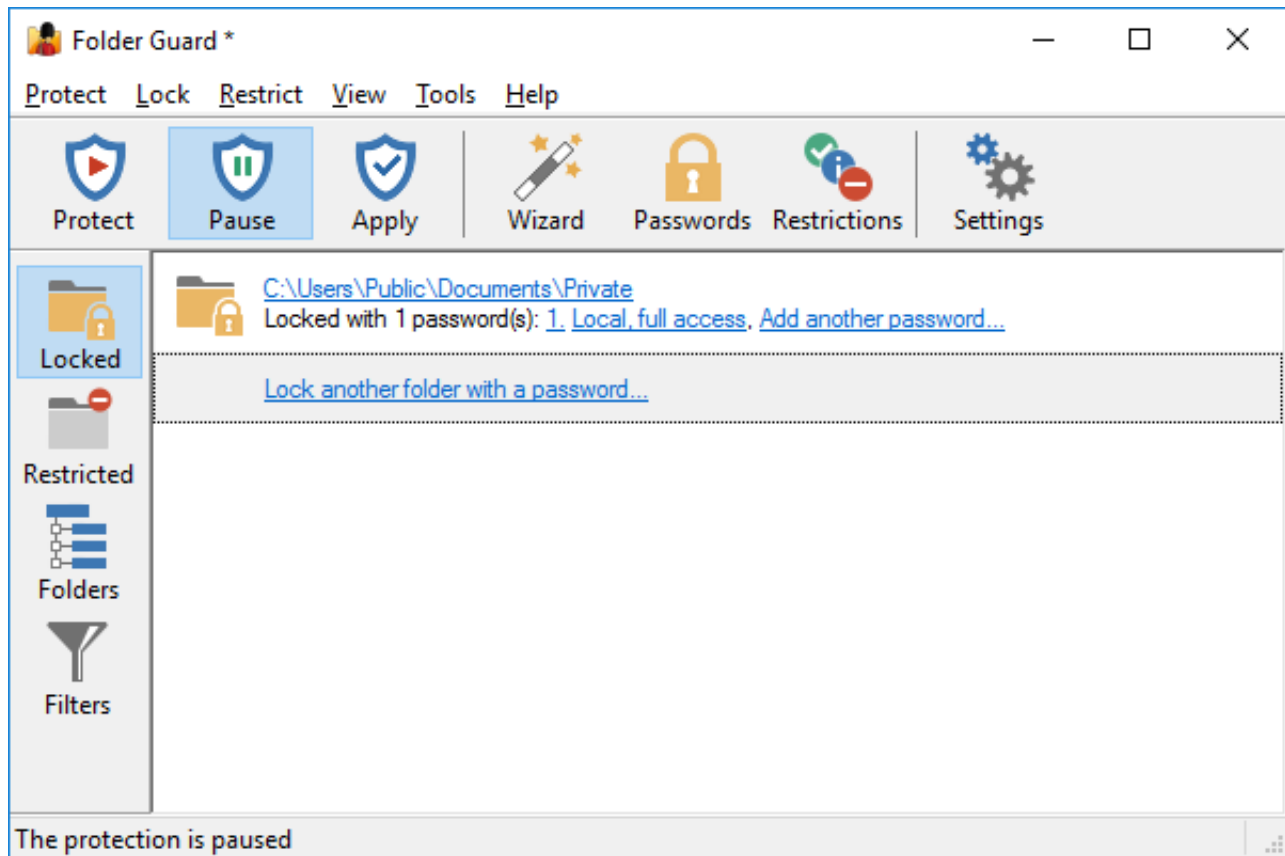 Folder Guard *
Protect Lock Restrict View Tools Help
Protect Pause Apply Wizard Passwords Restrictions Settings
C:\Users\Public\Documents\Private
Locked with 1 password(s): 1. Local, full access, Add another password...
Locked
Lock another folder with a password...
Restricted
Folders
Filters
The protection is paused